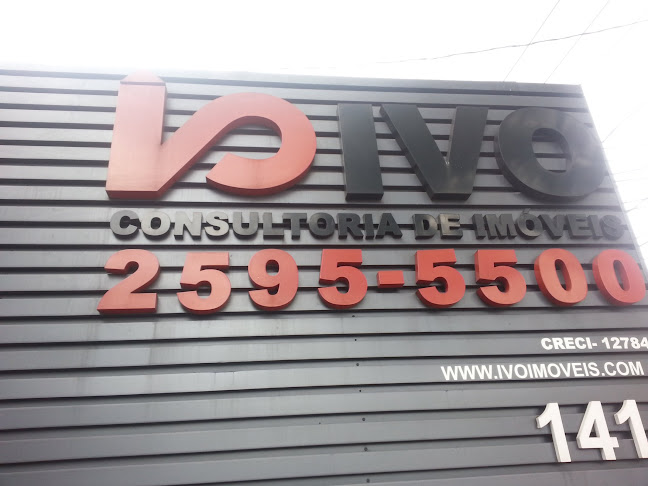 IVO
CONSULTORIA DE IMÓVEIS
2595-5500
CRECI- 12784
WWW.IVOIMOVEIS.COM
141